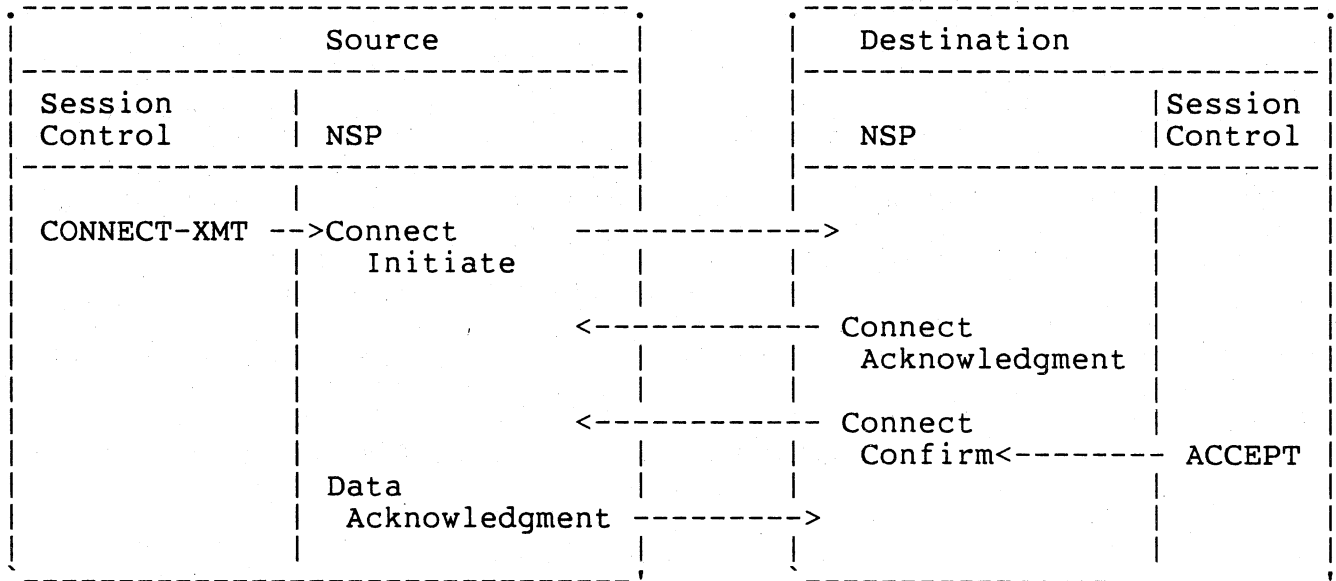 Source Destination
Session Session
Control NSP NSP Control
CONNECT-XMT -->Connect ------------->
Initiate
<------------ Connect
Acknowledgment
<------------ Connect
Confirm<-------- ACCEPT
Data
Acknowledgment --------->